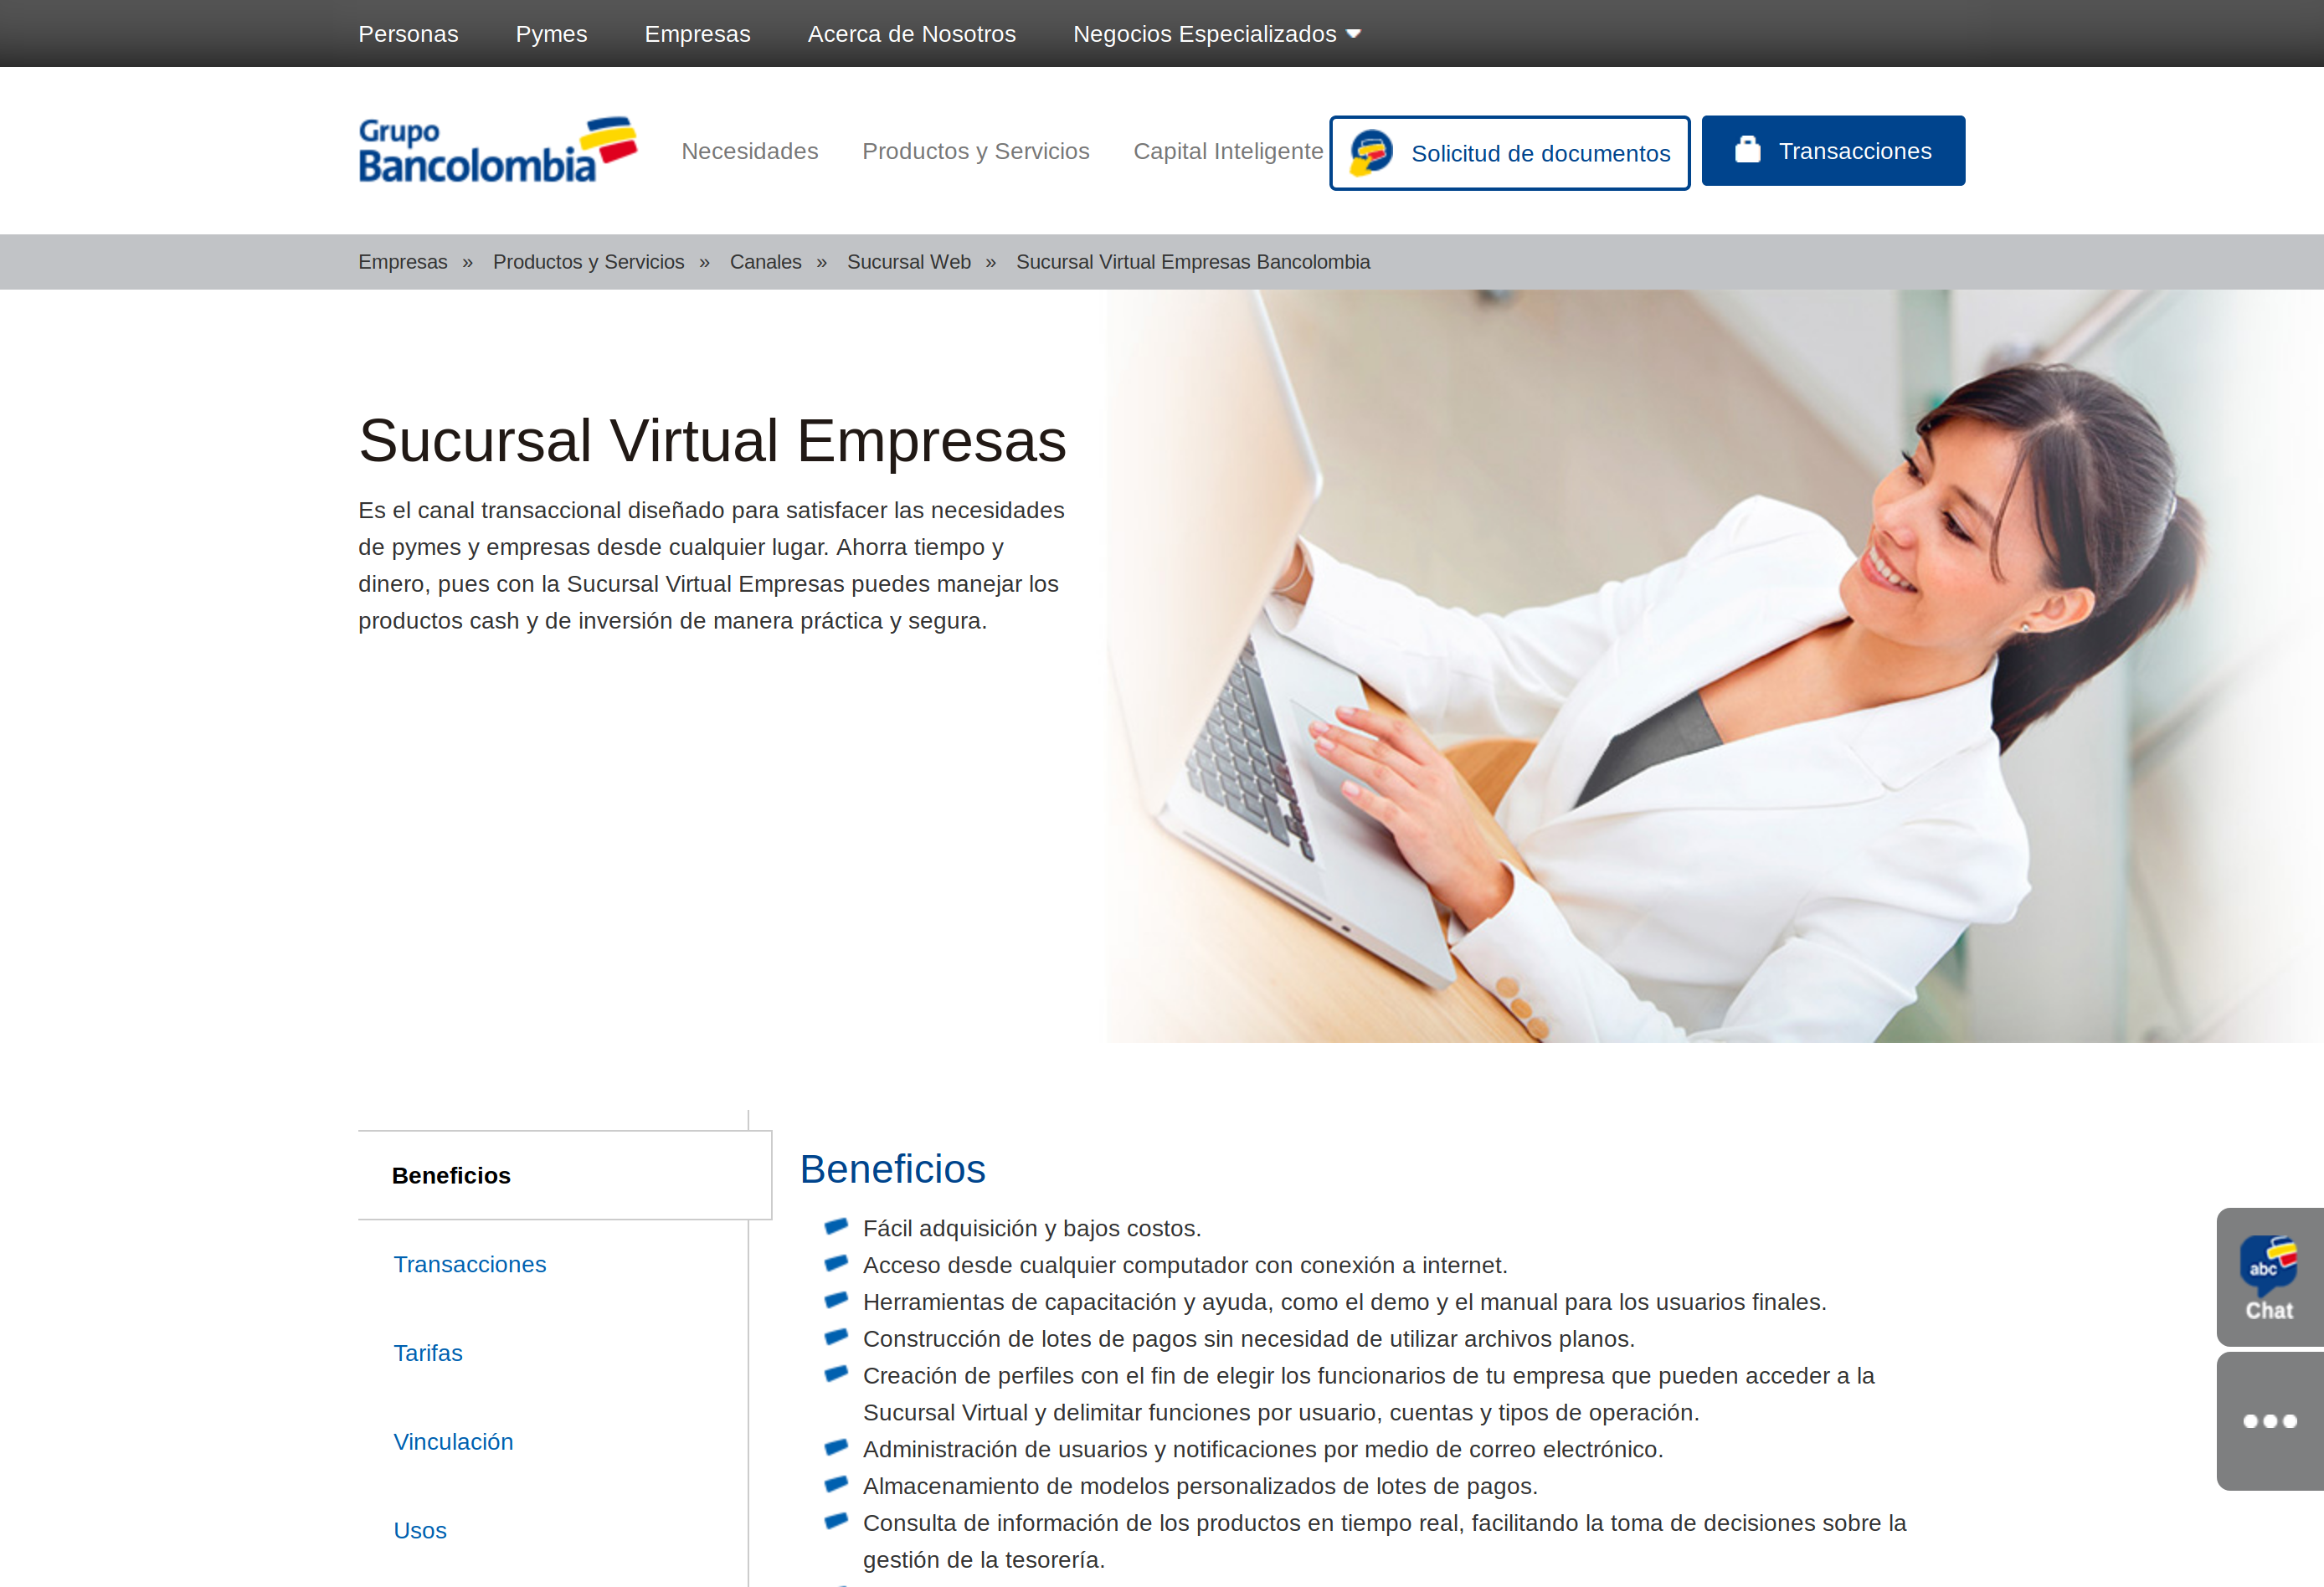 Personas Pymes Empresas Acerca de Nosotros Negocios Especializados
Grupo
Bancolombia
Necesidades Productos y Servicios Capital Inteligente Solicitud de documentos Transacciones
Empresas » Productos y Servicios » Canales » Sucursal Web » Sucursal Virtual Empresas Bancolombia
Sucursal Virtual Empresas
Es el canal transaccional diseñado para satisfacer las necesidades
de pymes y empresas desde cualquier lugar. Ahorra tiempo y
dinero, pues con la Sucursal Virtual Empresas puedes manejar los
productos cash y de inversión de manera práctica y segura.
Beneficios
Transacciones
Tarifas
Vinculación
Usos
Beneficios
Fácil adquisición y bajos costos.
Acceso desde cualquier computador con conexión a internet.
Herramientas de capacitación y ayuda, como el demo y el manual para los usuarios finales.
Construcción de lotes de pagos sin necesidad de utilizar archivos planos.
Creación de perfiles con el fin de elegir los funcionarios de tu empresa que pueden acceder a la
Sucursal Virtual y delimitar funciones por usuario, cuentas y tipos de operación.
Administración de usuarios y notificaciones por medio de correo electrónico.
Almacenamiento de modelos personalizados de lotes de pagos.
Consulta de información de los productos en tiempo real, facilitando la toma de decisiones sobre la
gestión de la tesorería.
abc
Chat